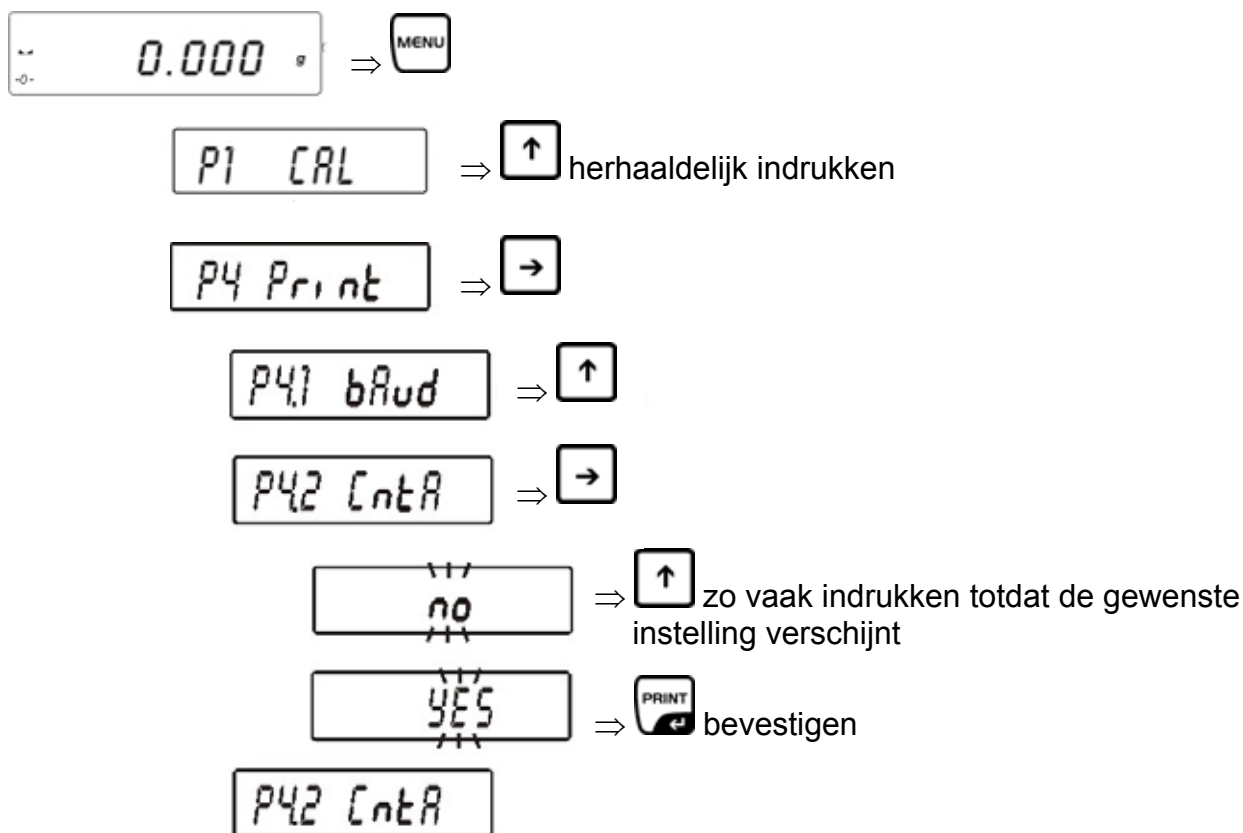 0.000 g ⇒ MENU
-0-
P1 CAL ⇒ ↑ herhaaldelijk indrukken
P4 Print ⇒ →
P4.1 bAud ⇒ ↑
P4.2 CntA ⇒ →
no ⇒ ↑ zo vaak indrukken totdat de gewenste
instelling verschijnt
YES ⇒ PRINT bevestigen
P4.2 CntA